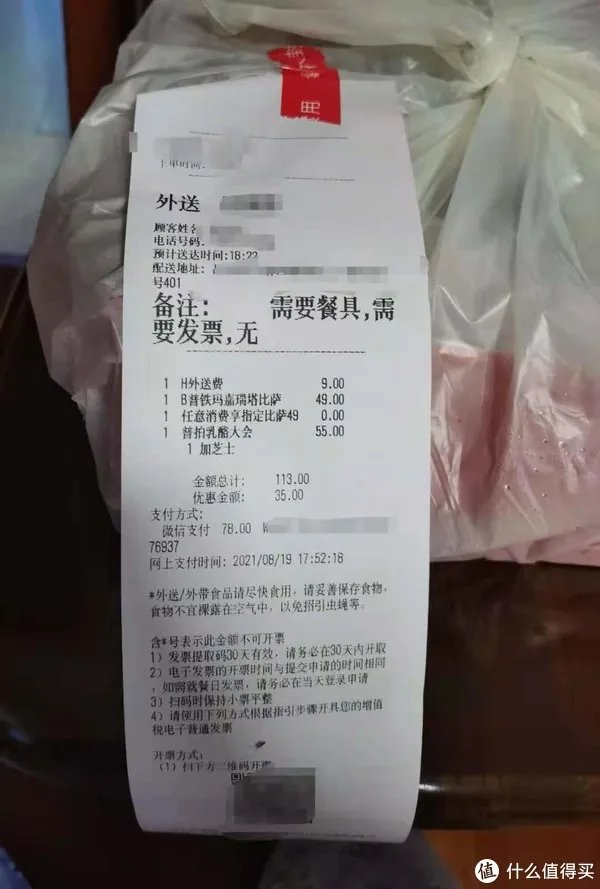 下单时间:
外送
顾客姓名
电话号码:
预计送达时间:18:22
配送地址:
号401
备注: 需要餐具,需
要发票,无
1 H外送费 9.00
1 B普铁玛嘉瑞塔比萨 49.00
1 任意消费享指定比萨49 0.00
1 普拍乳酪大会 55.00
1 加芝士
金额总计: 113.00
优惠金额: 35.00
支付方式:
微信支付 78.00 W
76937
网上支付时间: 2021/08/19 17:52:18
*外送/外带食品请尽快食用, 请妥善保存食物,
食物不宜裸露在空气中, 以免招引虫蝇等。
含*号表示此金额不可开票
1) 发票提取码30天有效, 请务必在30天内开取
2) 电子发票的开票时间与提交申请的时间相同
, 如需就餐日发票, 请务必在当天登录申请
3) 扫码时保持小票平整
4) 请使用下列方式根据指引步骤开具您的增值
税电子普通发票
开票方式:
(1) 扫下方二维码开票
值 什么值得买